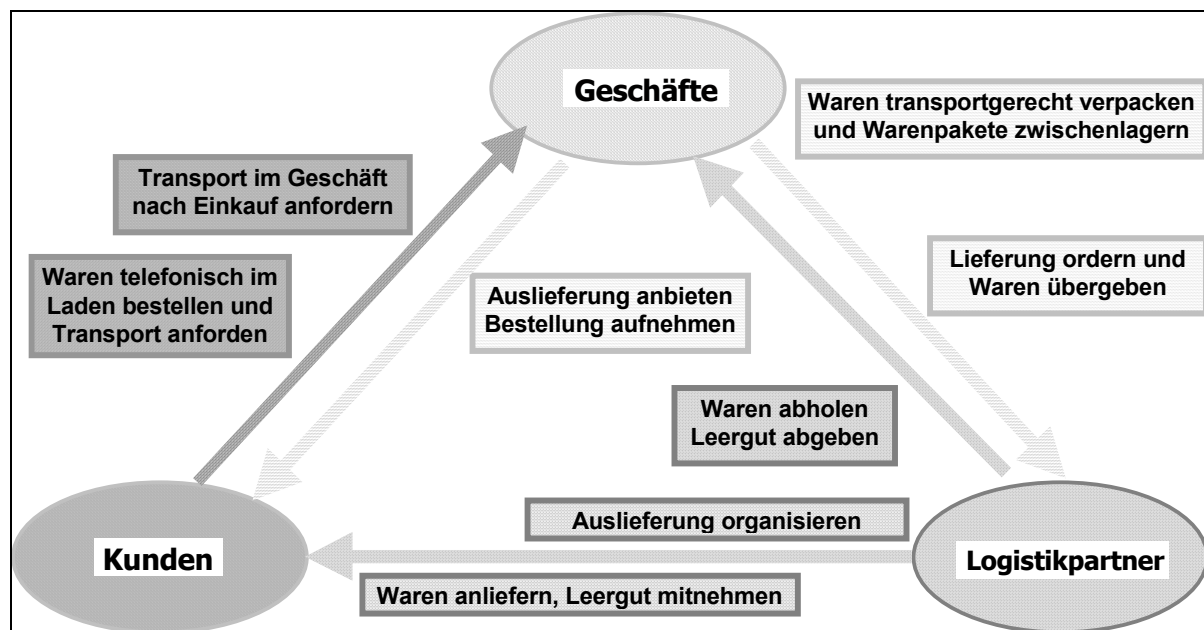 Geschäfte
Waren transportgerecht verpacken
und Warenpakete zwischenlagern
Transport im Geschäft
nach Einkauf anfordern
Waren telefonisch im
Laden bestellen und
Transport anforden
Auslieferung anbieten
Bestellung aufnehmen
Lieferung ordern und
Waren übergeben
Waren abholen
Leergut abgeben
Auslieferung organisieren
Kunden
Logistikpartner
Waren anliefern, Leergut mitnehmen